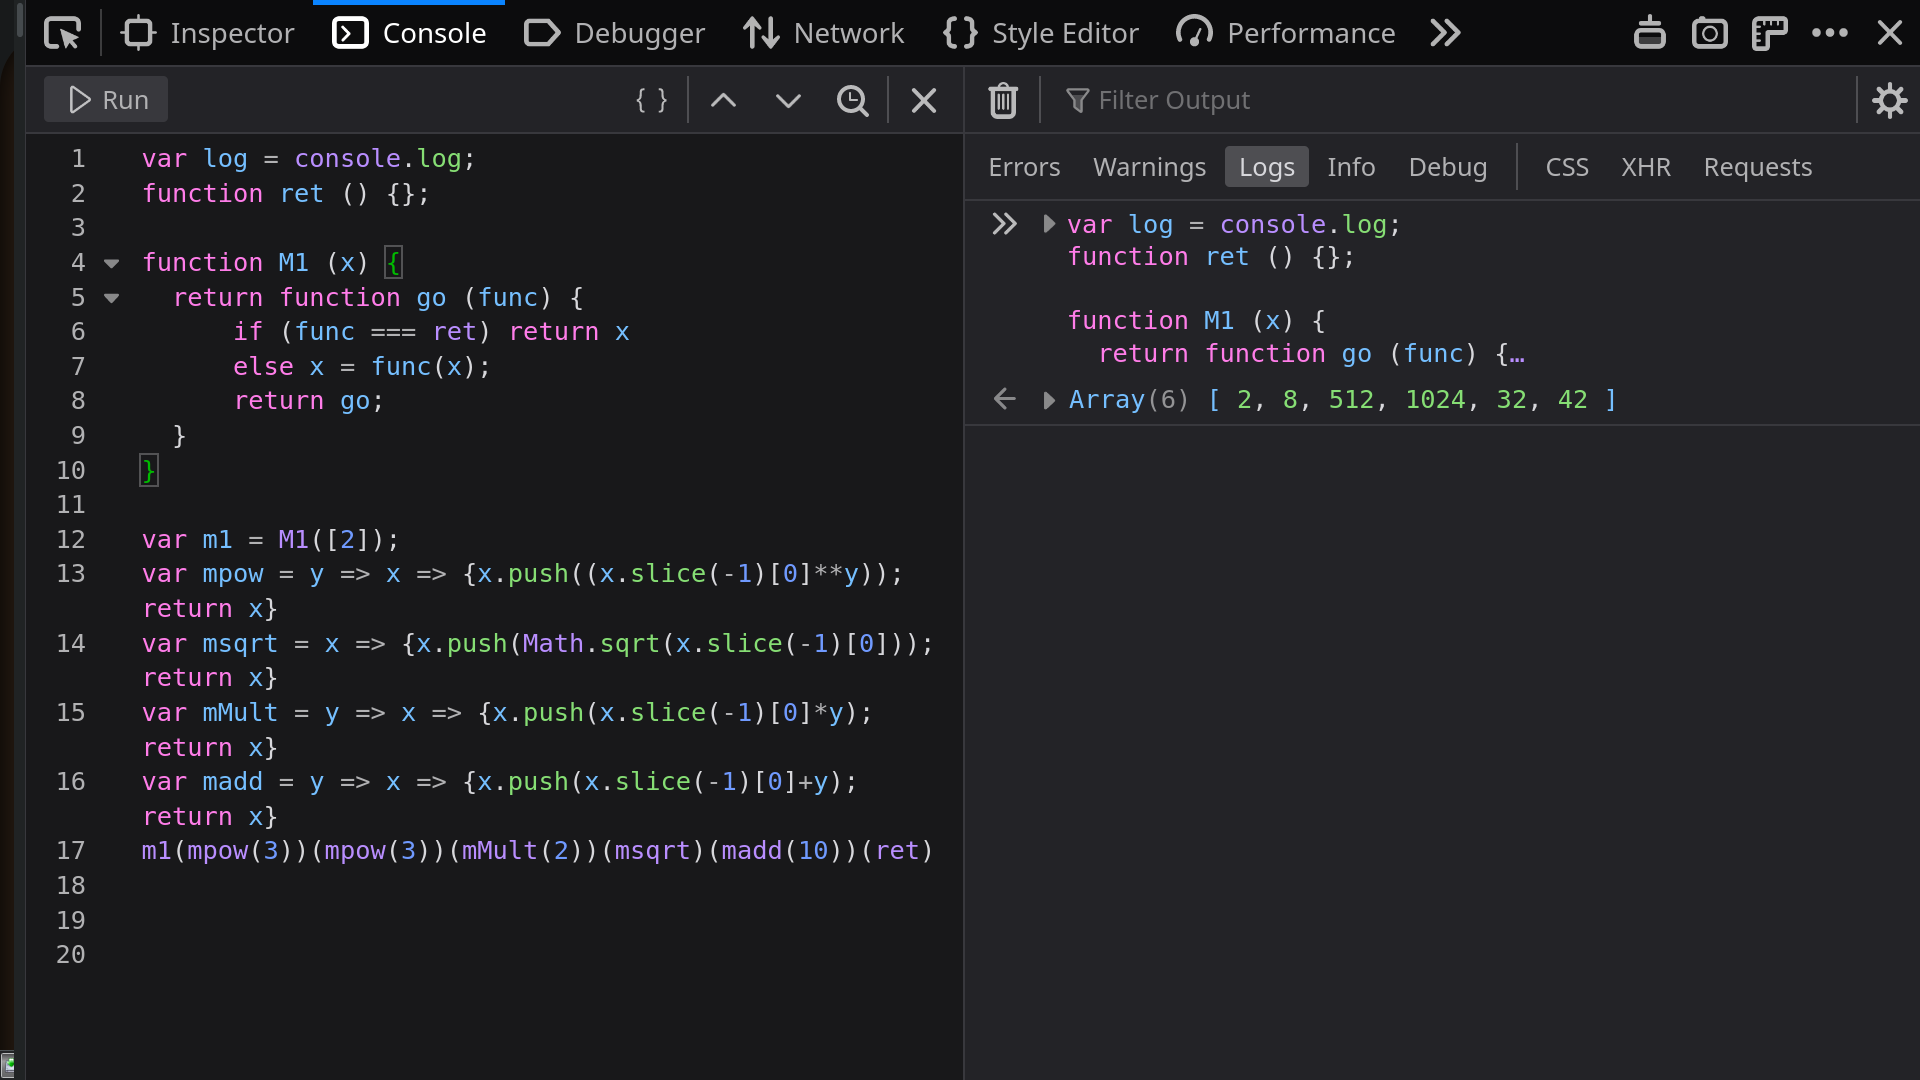 Inspector Console Debugger Network Style Editor Performance
Run
{ }
Filter Output
1 var log = console.log;
2 function ret () {};
3
4 function M1 (x) {
5 return function go (func) {
6 if (func === ret) return x
7 else x = func(x);
8 return go;
9 }
10 }
11
12 var m1 = M1([2]);
13 var mpow = y => x => {x.push((x.slice(-1)[0]**y));
return x}
14 var msqrt = x => {x.push(Math.sqrt(x.slice(-1)[0]));
return x}
15 var mMult = y => x => {x.push(x.slice(-1)[0]*y);
return x}
16 var madd = y => x => {x.push(x.slice(-1)[0]+y);
return x}
17 m1(mpow(3))(mpow(3))(mMult(2))(msqrt)(madd(10))(ret)
18
19
20
Errors Warnings Logs Info Debug CSS XHR Requests
var log = console.log;
function ret () {};
function M1 (x) {
return function go (func) {…
Array(6) [ 2, 8, 512, 1024, 32, 42 ]